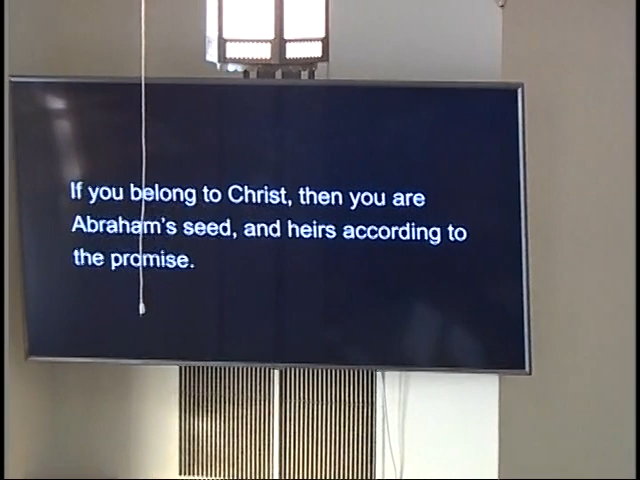 If you belong to Christ, then you are
Abraham's seed, and heirs according to
the promise.